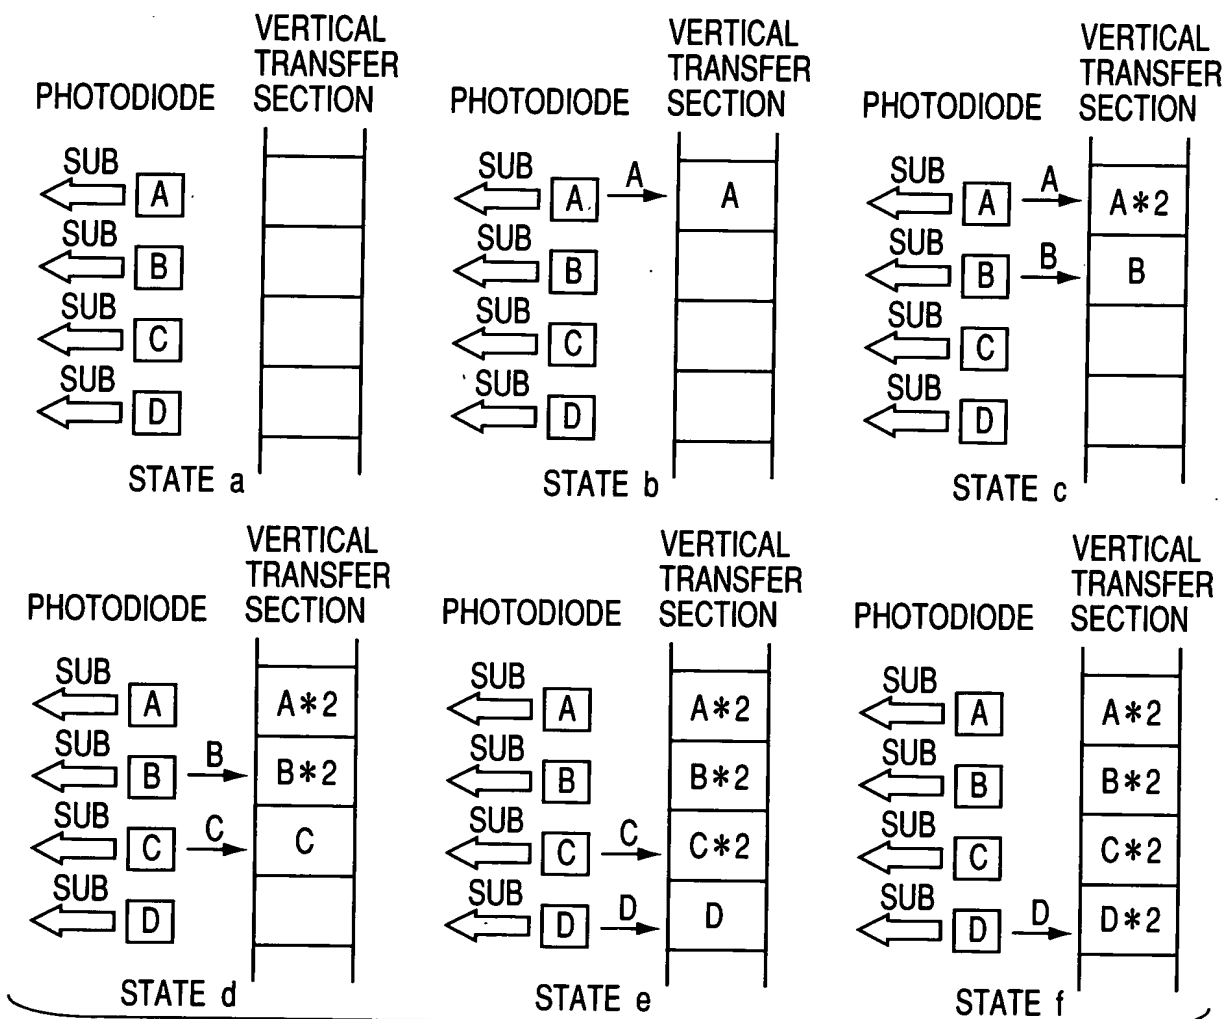 VERTICAL
TRANSFER
PHOTODIODE SECTION
SUB
A
SUB
B
SUB
C
SUB
D
STATE a
VERTICAL
TRANSFER
PHOTODIODE SECTION
SUB
A A A
SUB
B
SUB
C
SUB
D
STATE b
VERTICAL
TRANSFER
PHOTODIODE SECTION
SUB
A A A*2
SUB
B B B
SUB
C
SUB
D
STATE c
VERTICAL
TRANSFER
PHOTODIODE SECTION
SUB
A A*2
SUB
B B B*2
SUB
C C C
SUB
D
STATE d
VERTICAL
TRANSFER
PHOTODIODE SECTION
SUB
A A*2
SUB
B B*2
SUB
C C C*2
SUB
D D D
STATE e
VERTICAL
TRANSFER
PHOTODIODE SECTION
SUB
A A*2
SUB
B B*2
SUB
C C*2
SUB
D D D*2
STATE f